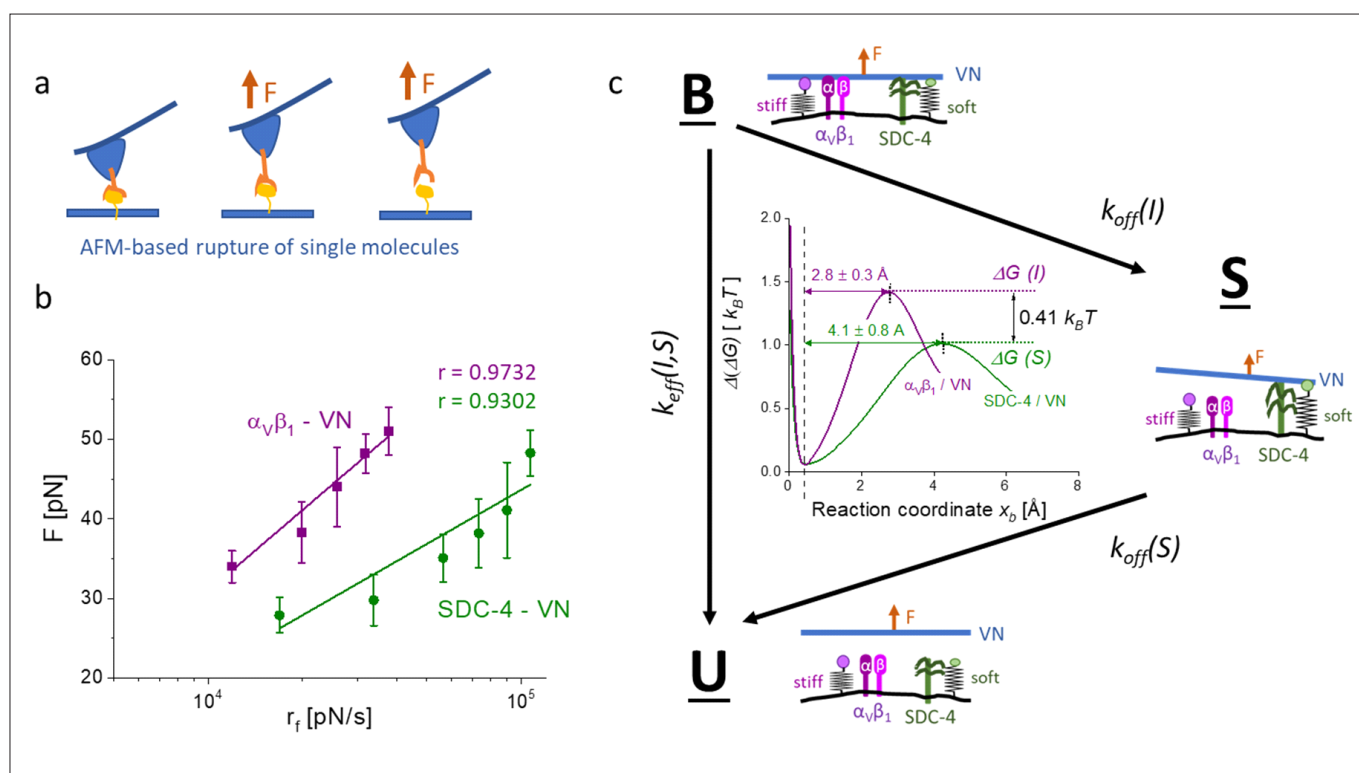 a
F
F
AFM-based rupture of single molecules
b
60
50
40
30
20
F [pN]
10⁴
10⁵
r_f [pN/s]
r = 0.9732
r = 0.9302
αVβ1 - VN
SDC-4 - VN
c
B
F
VN
stiff
α β
soft
αVβ1
SDC-4
k_off(I)
S
F
VN
stiff
α β
soft
αVβ1
SDC-4
k_eff(I,S)
2.0
1.5
1.0
0.5
0.0
Δ(ΔG) [ k_BT ]
2.8 ± 0.3 Å
ΔG (I)
0.41 k_BT
4.1 ± 0.8 A
ΔG (S)
αVβ1 / VN
SDC-4 / VN
0
2
4
6
8
Reaction coordinate x_b [Å]
k_off(S)
U
F
VN
stiff
α β
soft
αVβ1
SDC-4